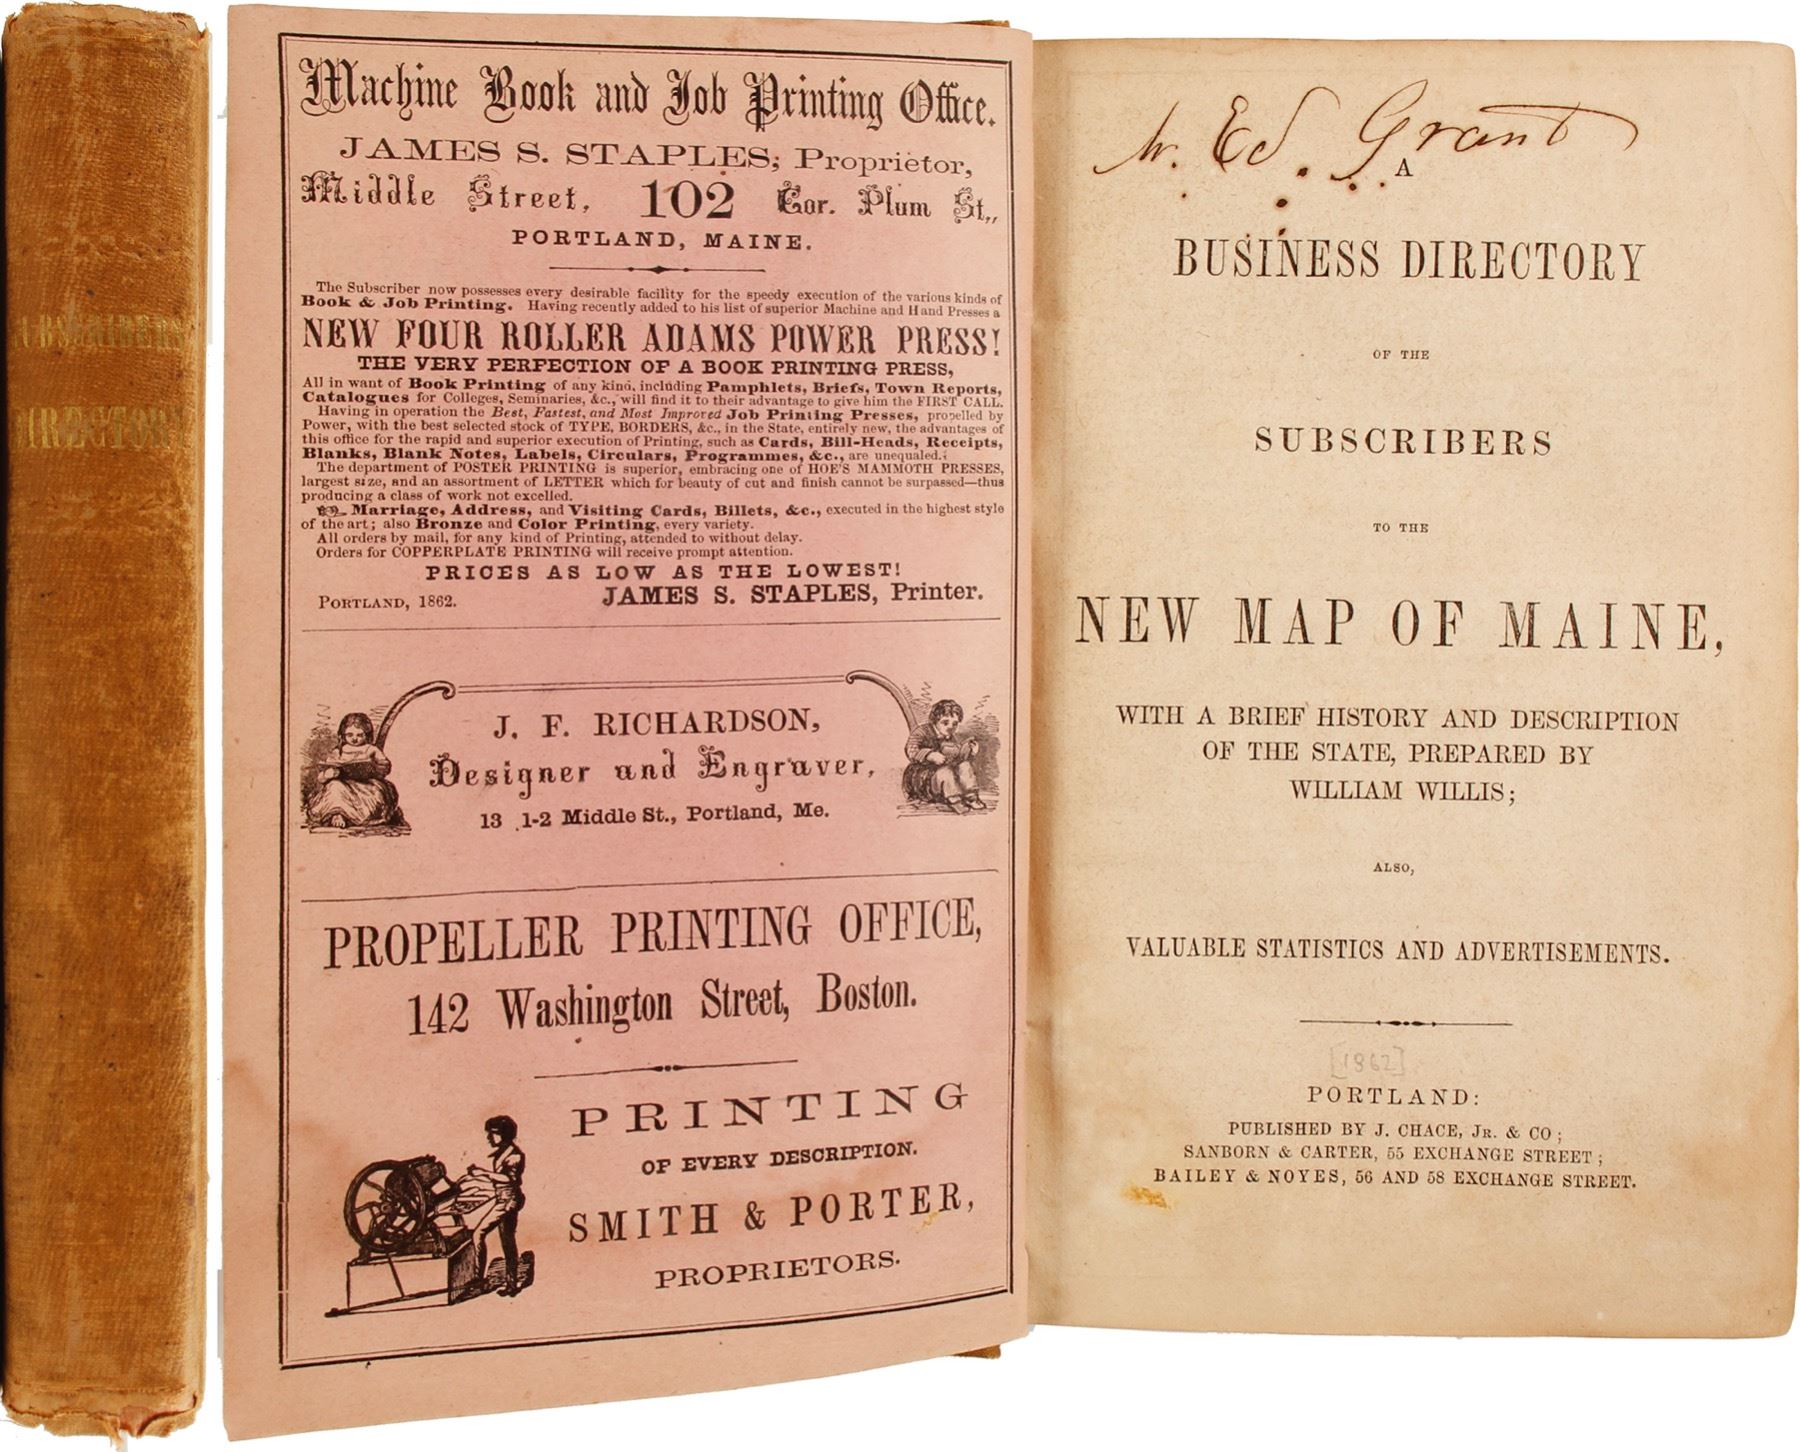 SUBSCRIBERS
DIRECTORY
Machine Book and Job Printing Office.
JAMES S. STAPLES; Proprietor,
Middle Street, 102 Cor. Plum St.,
PORTLAND, MAINE.
The Subscriber now possesses every desirable facility for the speedy execution of the various kinds of
Book & Job Printing. Having recently added to his list of superior Machine and Hand Presses a
NEW FOUR ROLLER ADAMS POWER PRESS!
THE VERY PERFECTION OF A BOOK PRINTING PRESS,
All in want of Book Printing of any kind, including Pamphlets, Briefs, Town Reports,
Catalogues for Colleges, Seminaries, &c., will find it to their advantage to give him the FIRST CALL.
Having in operation the Best, Fastest, and Most Improved Job Printing Presses, propelled by
Power, with the best selected stock of TYPE, BORDERS, &c., in the State, entirely new, the advantages of
this office for the rapid and superior execution of Printing, such as Cards, Bill-Heads, Receipts,
Blanks, Blank Notes, Labels, Circulars, Programmes, &c., are unequaled.
The department of POSTER PRINTING is superior, embracing one of HOE'S MAMMOTH PRESSES,
largest size, and an assortment of LETTER which for beauty of cut and finish cannot be surpassed—thus
producing a class of work not excelled.
Marriage, Address, and Visiting Cards, Billets, &c., executed in the highest style
of the art; also Bronze and Color Printing, every variety.
All orders by mail, for any kind of Printing, attended to without delay.
Orders for COPPERPLATE PRINTING will receive prompt attention.
PRICES AS LOW AS THE LOWEST!
PORTLAND, 1862. JAMES S. STAPLES, Printer.
J. F. RICHARDSON,
Designer and Engraver,
13 1-2 Middle St., Portland, Me.
PROPELLER PRINTING OFFICE,
142 Washington Street, Boston.
PRINTING
OF EVERY DESCRIPTION.
SMITH & PORTER,
PROPRIETORS.
W. Ed. Grant
A
BUSINESS DIRECTORY
OF THE
SUBSCRIBERS
TO THE
NEW MAP OF MAINE,
WITH A BRIEF HISTORY AND DESCRIPTION
OF THE STATE, PREPARED BY
WILLIAM WILLIS;
ALSO,
VALUABLE STATISTICS AND ADVERTISEMENTS.
[1862]
PORTLAND:
PUBLISHED BY J. CHACE, JR. & CO;
SANBORN & CARTER, 55 EXCHANGE STREET;
BAILEY & NOYES, 56 AND 58 EXCHANGE STREET.